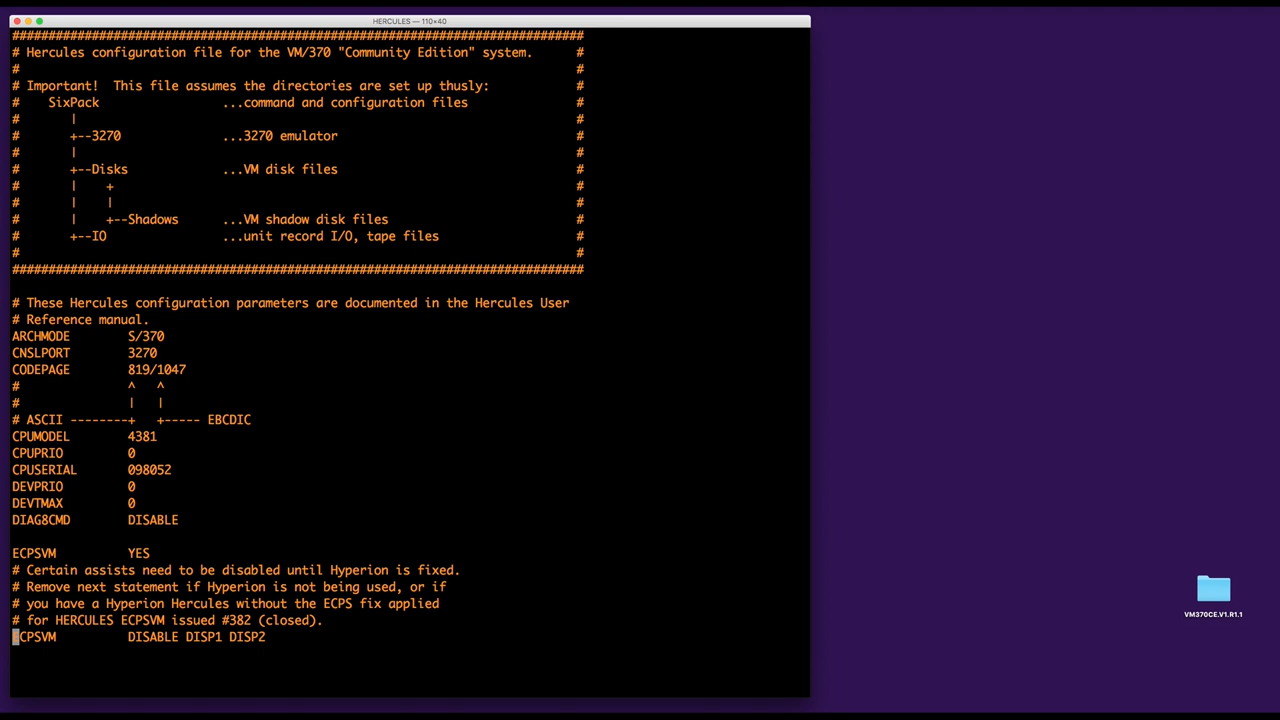 HERCULES — 110×40
###############################################################################
# Hercules configuration file for the VM/370 "Community Edition" system.      #
#                                                                             #
# Important!  This file assumes the directories are set up thusly:            #
#    SixPack                 ...command and configuration files               #
#       |                                                                     #
#       +--3270              ...3270 emulator                                 #
#       |                                                                     #
#       +--Disks             ...VM disk files                                 #
#       |    +                                                                #
#       |    |                                                                #
#       |    +--Shadows      ...VM shadow disk files                          #
#       +--IO                ...unit record I/O, tape files                   #
#                                                                             #
###############################################################################
# These Hercules configuration parameters are documented in the Hercules User
# Reference manual.
ARCHMODE        S/370
CNSLPORT        3270
CODEPAGE        819/1047
#               ^   ^
#               |   |
# ASCII --------+   +----- EBCDIC
CPUMODEL        4381
CPUPRIO         0
CPUSERIAL       098052
DEVPRIO         0
DEVTMAX         0
DIAG8CMD        DISABLE
ECPSVM          YES
# Certain assists need to be disabled until Hyperion is fixed.
# Remove next statement if Hyperion is not being used, or if
# you have a Hyperion Hercules without the ECPS fix applied
# for HERCULES ECPSVM issued #382 (closed).
ECPSVM          DISABLE DISP1 DISP2
VM370CE.V1.R1.1